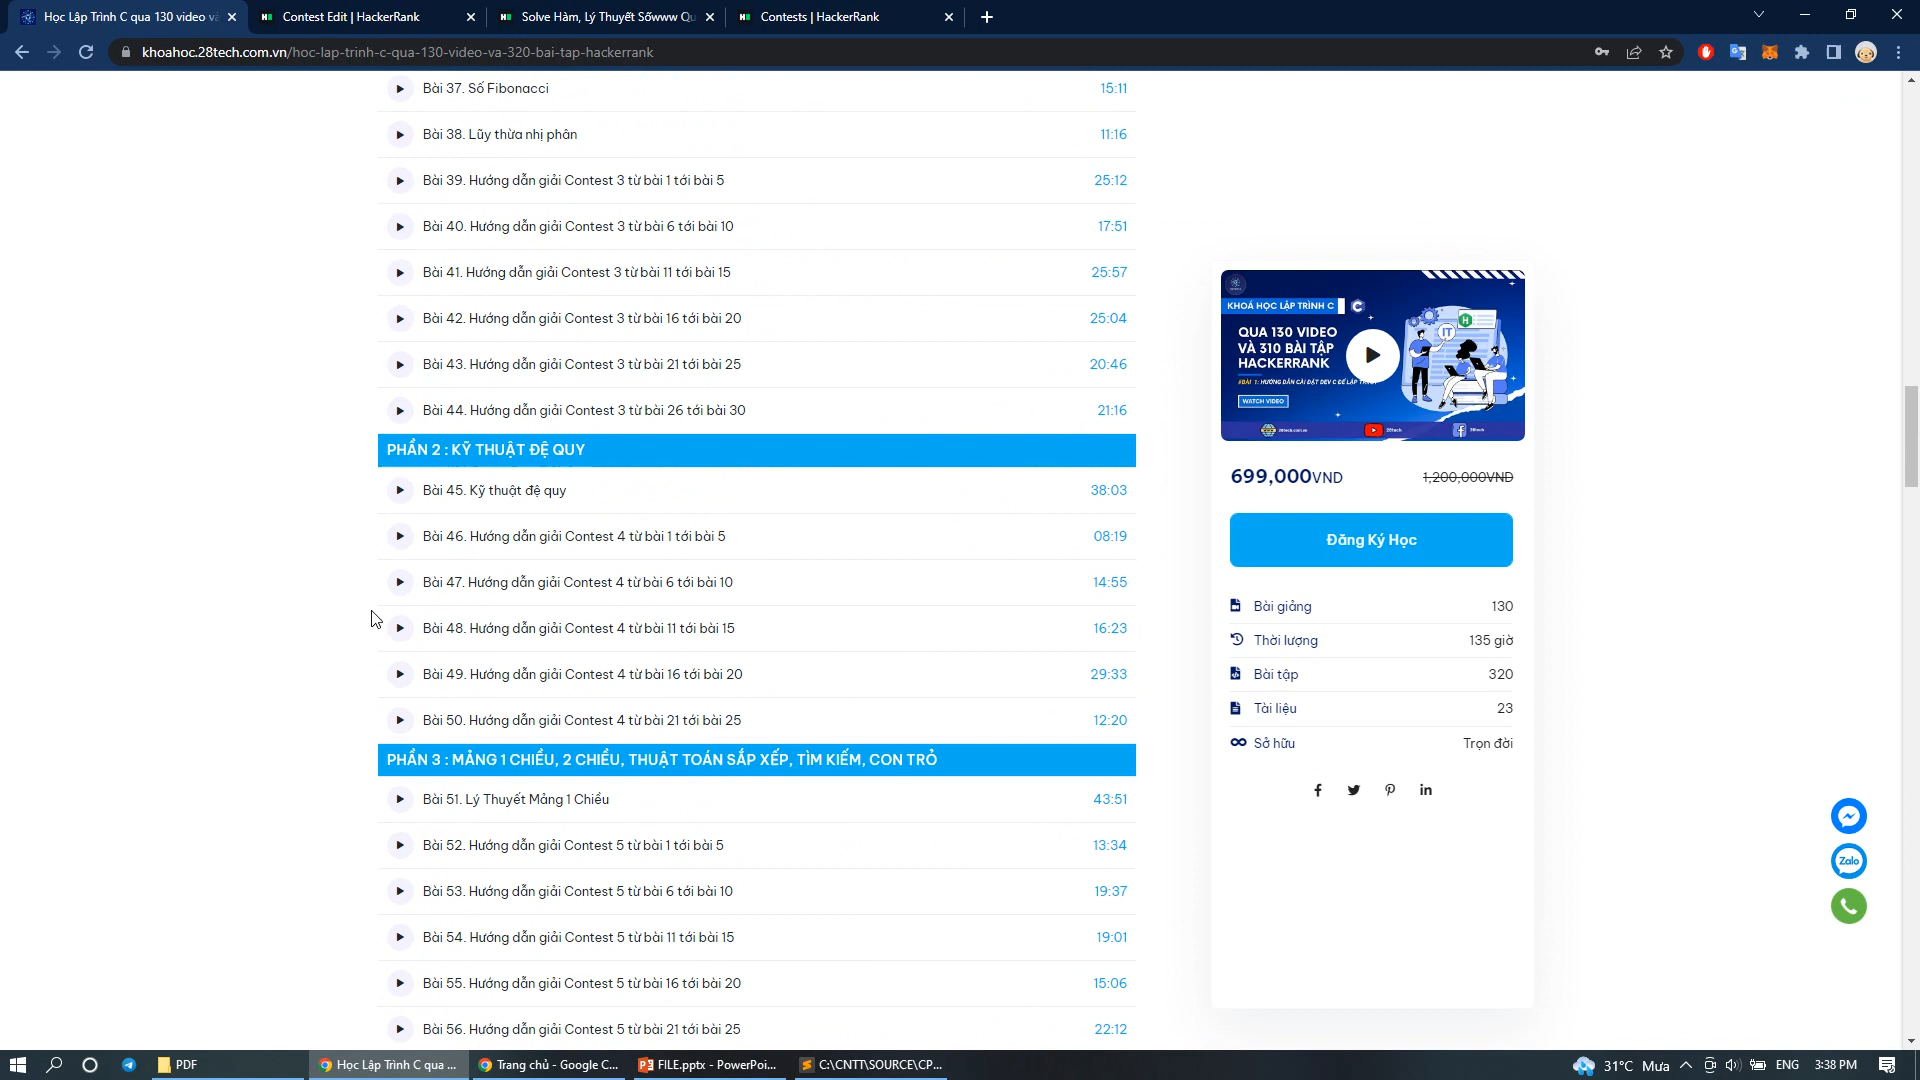 Học Lập Trình C qua 130 video và
Contest Edit | HackerRank
Solve Hàm, Lý Thuyết Sốwww Qu
Contests | HackerRank
khoahoc.28tech.com.vn/hoc-lap-trinh-c-qua-130-video-va-320-bai-tap-hackerrank
Bài 37. Số Fibonacci 15:11
Bài 38. Lũy thừa nhị phân 11:16
Bài 39. Hướng dẫn giải Contest 3 từ bài 1 tới bài 5 25:12
Bài 40. Hướng dẫn giải Contest 3 từ bài 6 tới bài 10 17:51
Bài 41. Hướng dẫn giải Contest 3 từ bài 11 tới bài 15 25:57
Bài 42. Hướng dẫn giải Contest 3 từ bài 16 tới bài 20 25:04
Bài 43. Hướng dẫn giải Contest 3 từ bài 21 tới bài 25 20:46
Bài 44. Hướng dẫn giải Contest 3 từ bài 26 tới bài 30 21:16
PHẦN 2 : KỸ THUẬT ĐỆ QUY
Bài 45. Kỹ thuật đệ quy 38:03
Bài 46. Hướng dẫn giải Contest 4 từ bài 1 tới bài 5 08:19
Bài 47. Hướng dẫn giải Contest 4 từ bài 6 tới bài 10 14:55
Bài 48. Hướng dẫn giải Contest 4 từ bài 11 tới bài 15 16:23
Bài 49. Hướng dẫn giải Contest 4 từ bài 16 tới bài 20 29:33
Bài 50. Hướng dẫn giải Contest 4 từ bài 21 tới bài 25 12:20
PHẦN 3 : MẢNG 1 CHIỀU, 2 CHIỀU, THUẬT TOÁN SẮP XẾP, TÌM KIẾM, CON TRỎ
Bài 51. Lý Thuyết Mảng 1 Chiều 43:51
Bài 52. Hướng dẫn giải Contest 5 từ bài 1 tới bài 5 13:34
Bài 53. Hướng dẫn giải Contest 5 từ bài 6 tới bài 10 19:37
Bài 54. Hướng dẫn giải Contest 5 từ bài 11 tới bài 15 19:01
Bài 55. Hướng dẫn giải Contest 5 từ bài 16 tới bài 20 15:06
Bài 56. Hướng dẫn giải Contest 5 từ bài 21 tới bài 25 22:12
KHOÁ HỌC LẬP TRÌNH C
QUA 130 VIDEO
VÀ 310 BÀI TẬP
HACKERRANK
#BÀI 1: HƯỚNG DẪN CÀI ĐẶT DEV C ĐỂ LẬP
WATCH VIDEO
IT
28tech.com.vn 28tech 28tech
699,000VND 1,200,000VND
Đăng Ký Học
Bài giảng 130
Thời lượng 135 giờ
Bài tập 320
Tài liệu 23
Sở hữu Trọn đời
Zalo
PDF
Học Lập Trình C qua ...
Trang chủ - Google C...
FILE.pptx - PowerPoi...
C:\CNTT\SOURCE\CP...
31°C Mưa
ENG
3:38 PM